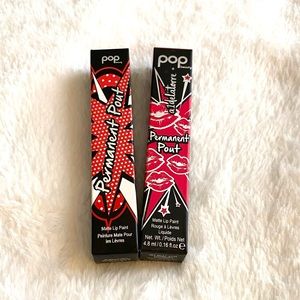 pop
Permanent Pout
Matte Lip Paint
Peinture Mate Pour
les Lèvres
pop
Permanent
Pout
Matte Lip Paint
Rouge à Lèvres
Liquide
Net. Wt. /Poids Net
4.8 ml / 0.16 fl.oz e